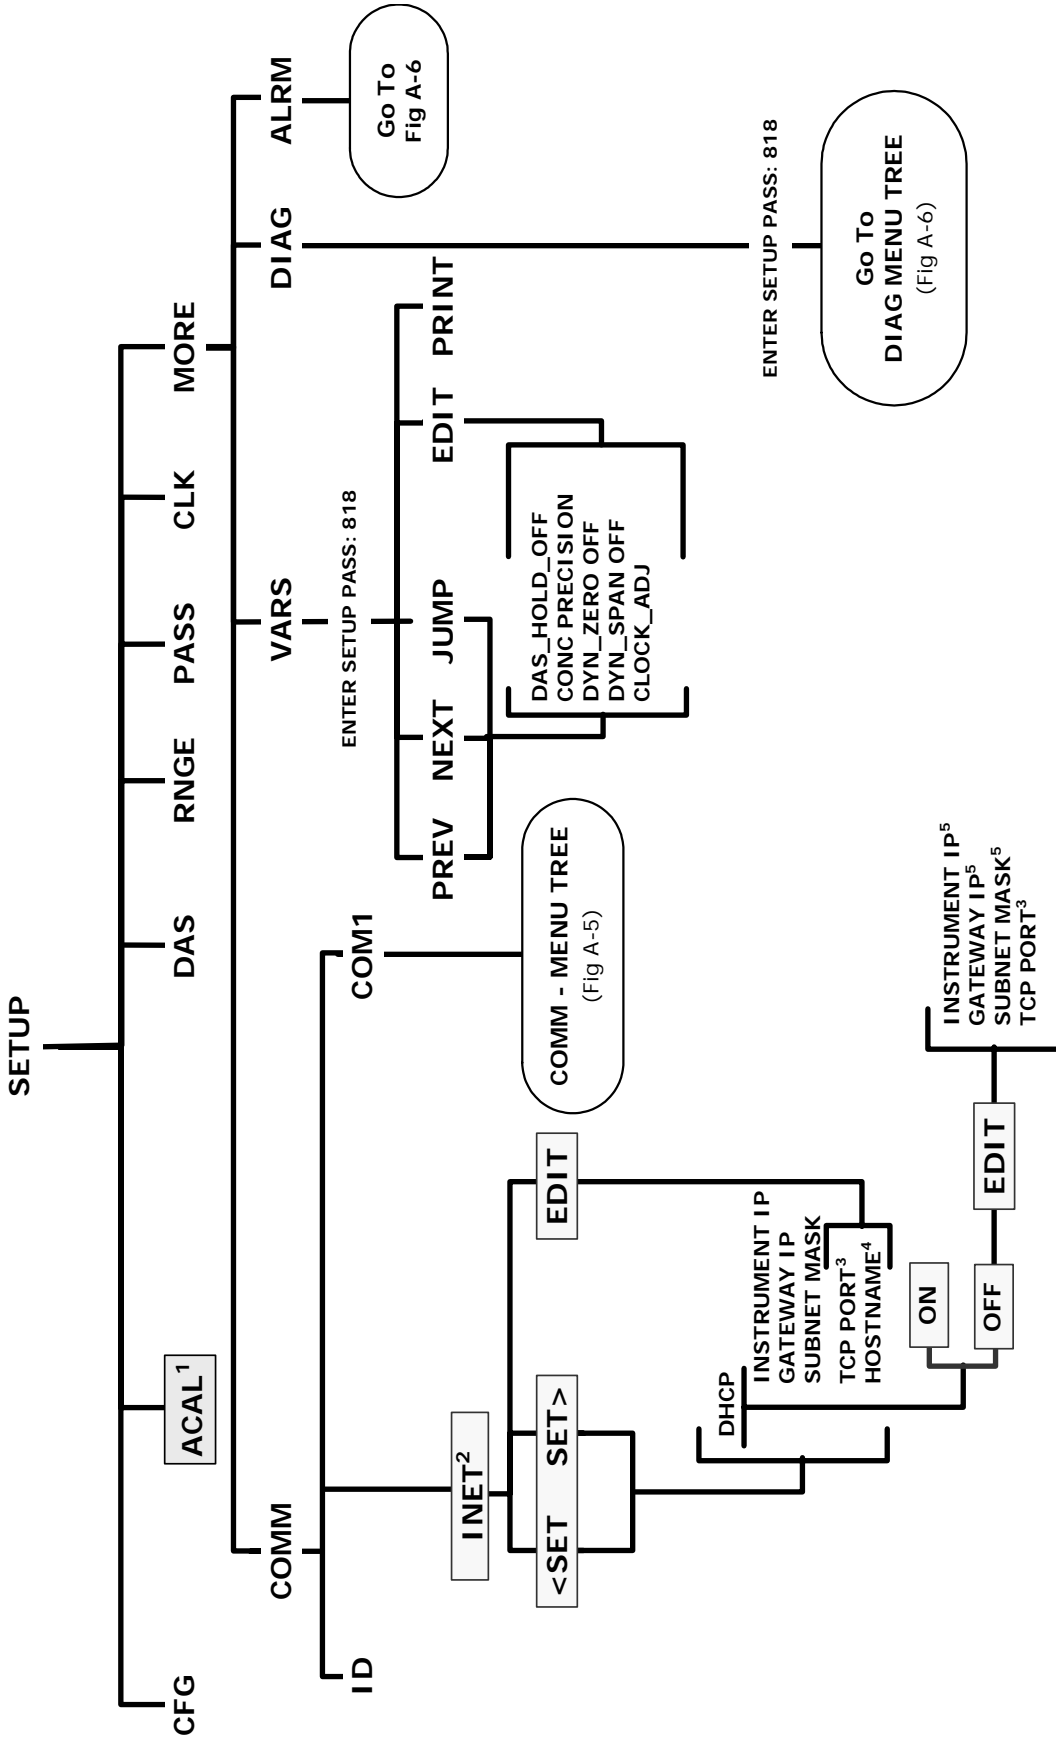 SETUP
CFG
ACAL¹
DAS
RNGE
PASS
CLK
MORE
COMM
VARS
DIAG
ALRM
ENTER SETUP PASS: 818
Go To
Fig A-6
ID
INET²
COM1
PREV
NEXT
JUMP
EDIT
PRINT
<SET
SET>
EDIT
COMM - MENU TREE
(Fig A-5)
DAS_HOLD_OFF
CONC PRECISION
DYN_ZERO OFF
DYN_SPAN OFF
CLOCK_ADJ
ENTER SETUP PASS: 818
Go To
DIAG MENU TREE
(Fig A-6)
DHCP
INSTRUMENT IP
GATEWAY IP
SUBNET MASK
TCP PORT³
HOSTNAME⁴
ON
OFF
EDIT
INSTRUMENT IP⁵
GATEWAY IP⁵
SUBNET MASK⁵
TCP PORT³